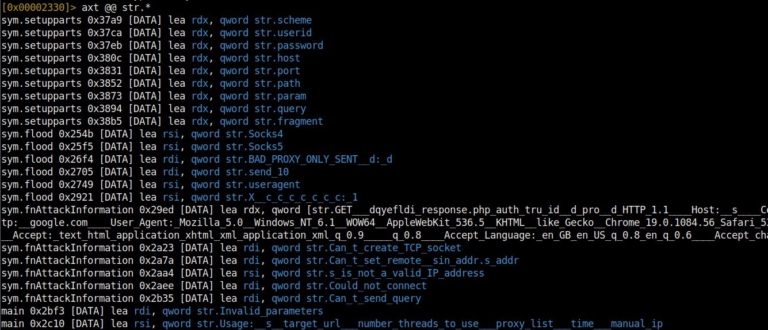 [0x00002330]> axt @@ str.*
sym.setupparts 0x37a9 [DATA] lea rdx, qword str.scheme
sym.setupparts 0x37ca [DATA] lea rdx, qword str.userid
sym.setupparts 0x37eb [DATA] lea rdx, qword str.password
sym.setupparts 0x380c [DATA] lea rdx, qword str.host
sym.setupparts 0x3831 [DATA] lea rdx, qword str.port
sym.setupparts 0x3852 [DATA] lea rdx, qword str.path
sym.setupparts 0x3873 [DATA] lea rdx, qword str.param
sym.setupparts 0x3894 [DATA] lea rdx, qword str.query
sym.setupparts 0x38b5 [DATA] lea rdx, qword str.fragment
sym.flood 0x254b [DATA] lea rsi, qword str.Socks4
sym.flood 0x25f5 [DATA] lea rsi, qword str.Socks5
sym.flood 0x26f4 [DATA] lea rdi, qword str.BAD_PROXY_ONLY_SENT__d:_d
sym.flood 0x2705 [DATA] lea rdi, qword str.send_10
sym.flood 0x2749 [DATA] lea rsi, qword str.useragent
sym.flood 0x2921 [DATA] lea rsi, qword str.X__c_c_c_c_c_c:_1
sym.fnAttackInformation 0x29ed [DATA] lea rdx, qword [str.GET___dqyefldi_response.php_auth_tru_id__d_pro__d_HTTP_1.1____Host:__s____Co
tp:__google.com____User_Agent:_Mozilla_5.0__Windows_NT_6.1__WOW64__AppleWebKit_536.5__KHTML__like_Gecko__Chrome_19.0.1084.56_Safari_53
__Accept:_text_html_application_xhtml_xml_application_xml_q_0.9_____q_0.8____Accept_Language:_en_GB_en_US_q_0.8_en_q_0.6____Accept_cha
sym.fnAttackInformation 0x2a23 [DATA] lea rdi, qword str.Can_t_create_TCP_socket
sym.fnAttackInformation 0x2a7a [DATA] lea rdi, qword str.Can_t_set_remote__sin_addr.s_addr
sym.fnAttackInformation 0x2aa4 [DATA] lea rsi, qword str.s_is_not_a_valid_IP_address
sym.fnAttackInformation 0x2aee [DATA] lea rdi, qword str.Could_not_connect
sym.fnAttackInformation 0x2b35 [DATA] lea rdi, qword str.Can_t_send_query
main 0x2bf3 [DATA] lea rdi, qword str.Invalid_parameters
main 0x2c10 [DATA] lea rsi, qword str.Usage:__s__target_url___number_threads_to_use___proxy_list___time___manual_ip